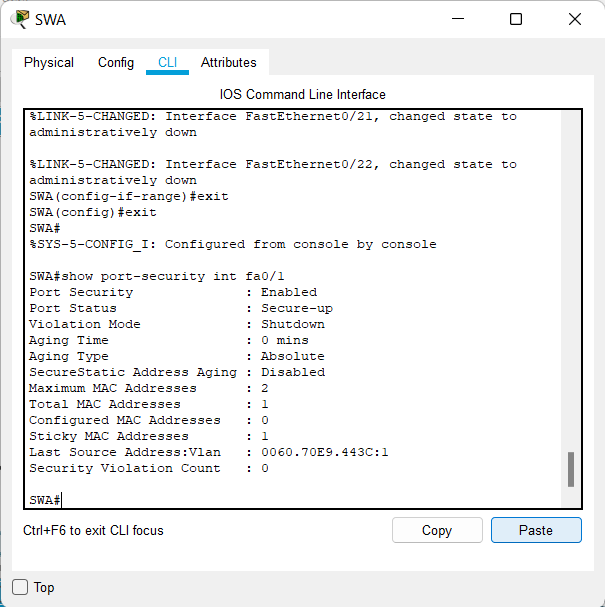 SWA
Physical Config CLI Attributes
IOS Command Line Interface
%LINK-5-CHANGED: Interface FastEthernet0/21, changed state to
administratively down
%LINK-5-CHANGED: Interface FastEthernet0/22, changed state to
administratively down
SWA(config-if-range)#exit
SWA(config)#exit
SWA#
%SYS-5-CONFIG_I: Configured from console by console
SWA#show port-security int fa0/1
Port Security : Enabled
Port Status : Secure-up
Violation Mode : Shutdown
Aging Time : 0 mins
Aging Type : Absolute
SecureStatic Address Aging : Disabled
Maximum MAC Addresses : 2
Total MAC Addresses : 1
Configured MAC Addresses : 0
Sticky MAC Addresses : 1
Last Source Address:Vlan : 0060.70E9.443C:1
Security Violation Count : 0
SWA#
Ctrl+F6 to exit CLI focus
Copy
Paste
Top